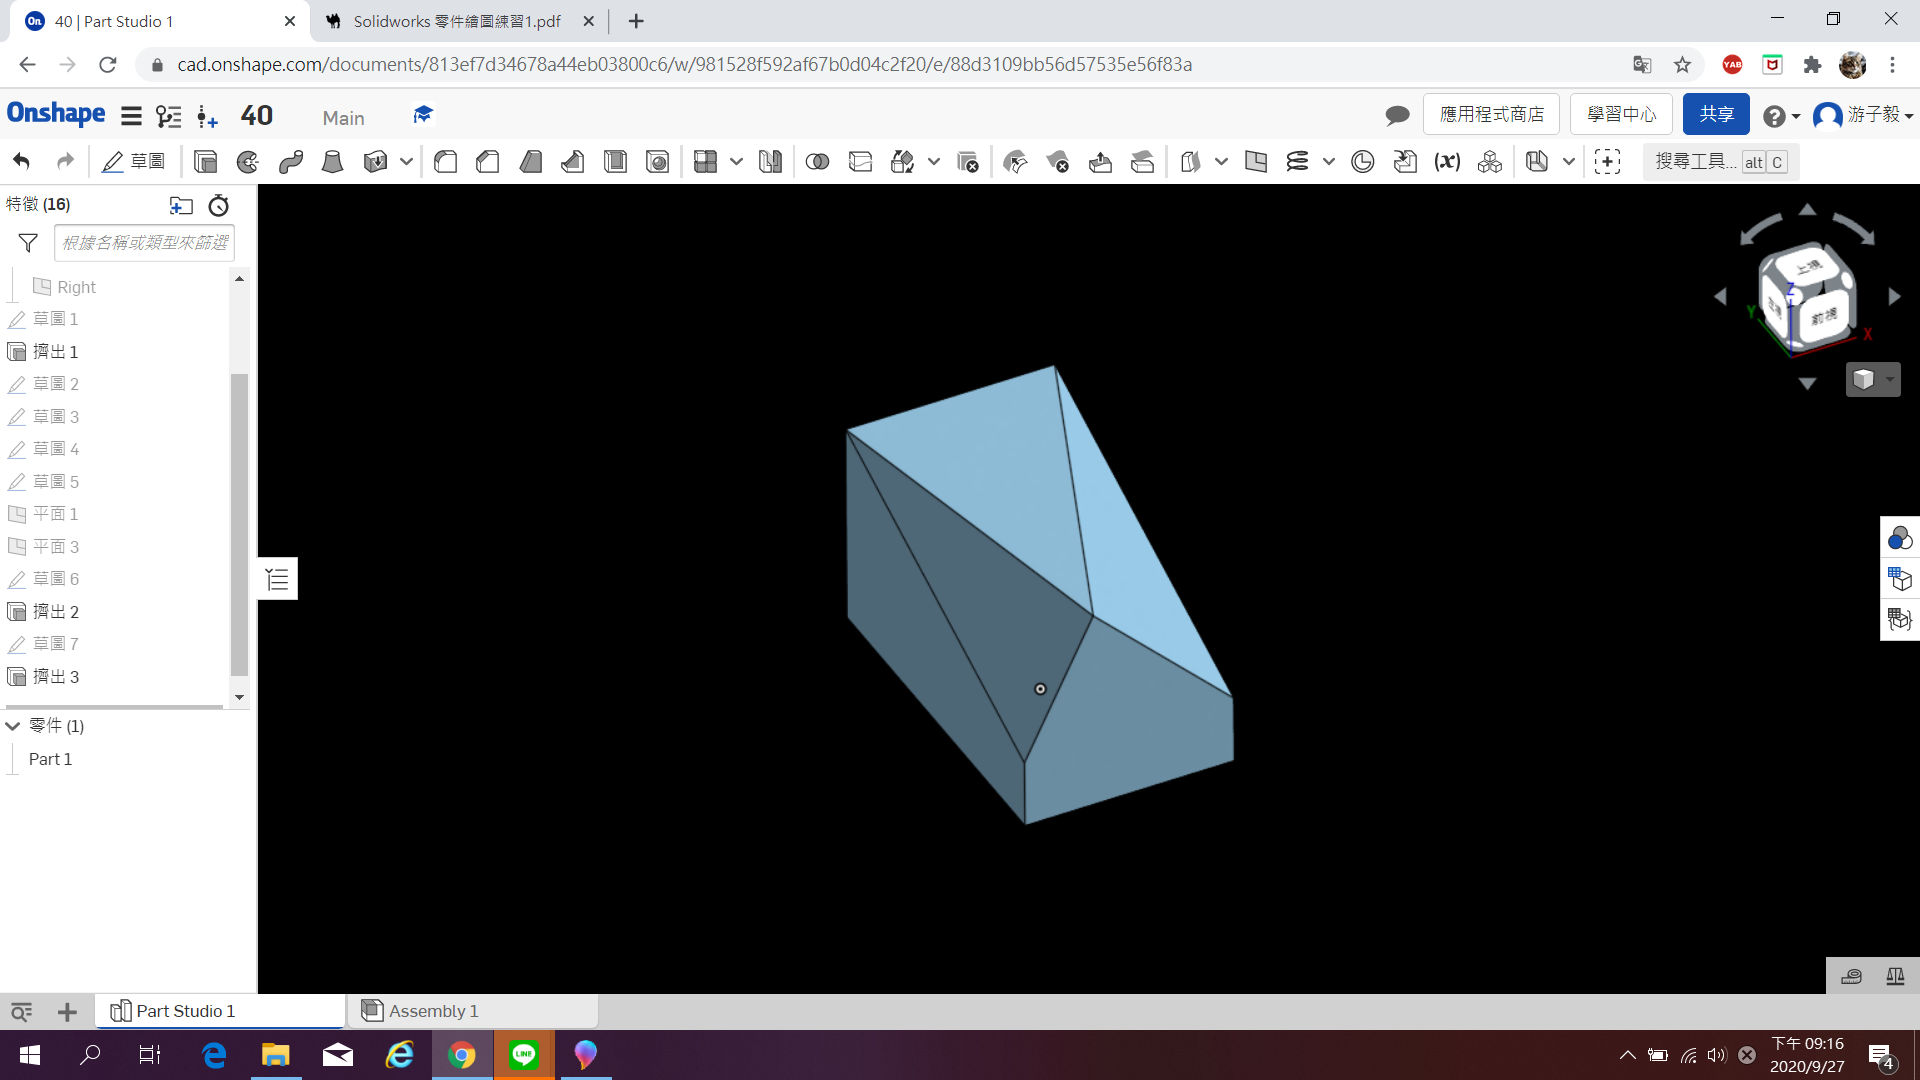 40 | Part Studio 1
Solidworks 零件繪圖練習1.pdf
cad.onshape.com/documents/813ef7d34678a44eb03800c6/w/981528f592af67b0d04c2f20/e/88d3109bb56d57535e56f83a
YAB
Onshape
40
Main
應用程式商店
學習中心
共享
游子毅
草圖
(x)
搜尋工具... alt C
特徵 (16)
根據名稱或類型來篩選
Right
草圖 1
擠出 1
草圖 2
草圖 3
草圖 4
草圖 5
平面 1
平面 3
草圖 6
擠出 2
草圖 7
擠出 3
零件 (1)
Part 1
上視
前視
Z
Y
X
Part Studio 1
Assembly 1
LINE
下午 09:16
2020/9/27
4